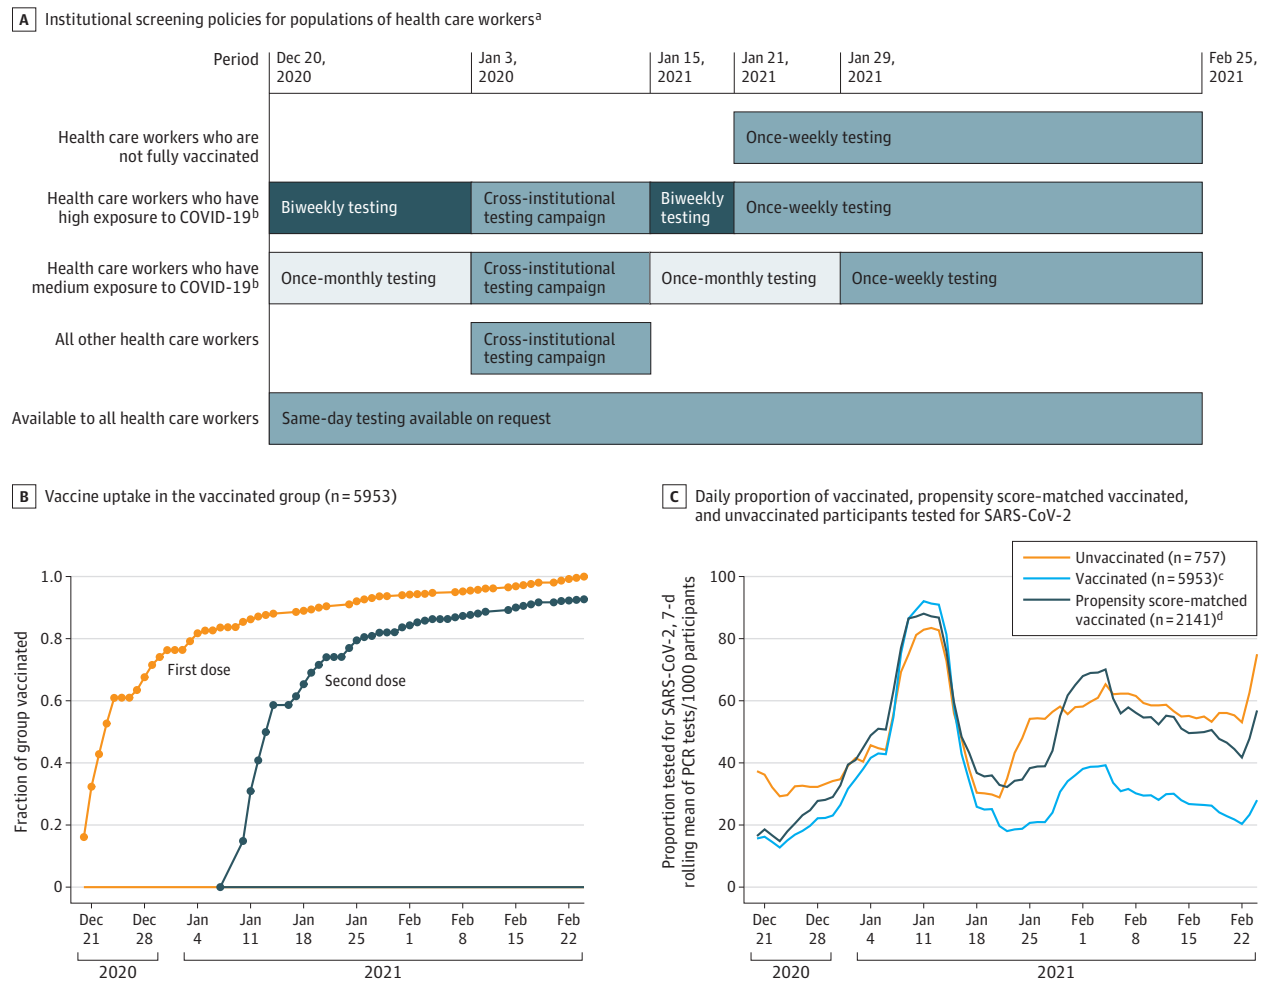 A Institutional screening policies for populations of health care workersª
Period
Dec 20,
2020
Jan 3,
2020
Jan 15,
2021
Jan 21,
2021
Jan 29,
2021
Feb 25,
2021
Health care workers who are
not fully vaccinated
Once-weekly testing
Health care workers who have
high exposure to COVID-19ᵇ
Biweekly testing
Cross-institutional
testing campaign
Biweekly
testing
Once-weekly testing
Health care workers who have
medium exposure to COVID-19ᵇ
Once-monthly testing
Cross-institutional
testing campaign
Once-monthly testing
Once-weekly testing
All other health care workers
Cross-institutional
testing campaign
Available to all health care workers
Same-day testing available on request
B Vaccine uptake in the vaccinated group (n=5953)
Fraction of group vaccinated
1.0
0.8
0.6
0.4
0.2
0
First dose
Second dose
Dec Dec Jan Jan Jan Jan Feb Feb Feb Feb
21 28 4 11 18 25 1 8 15 22
2020 2021
C Daily proportion of vaccinated, propensity score-matched vaccinated,
and unvaccinated participants tested for SARS-CoV-2
Unvaccinated (n=757)
Vaccinated (n=5953)ᶜ
Propensity score-matched
vaccinated (n=2141)ᵈ
Proportion tested for SARS-CoV-2, 7-d
rolling mean of PCR tests/1000 participants
100
80
60
40
20
0
Dec Dec Jan Jan Jan Jan Feb Feb Feb Feb
21 28 4 11 18 25 1 8 15 22
2020 2021